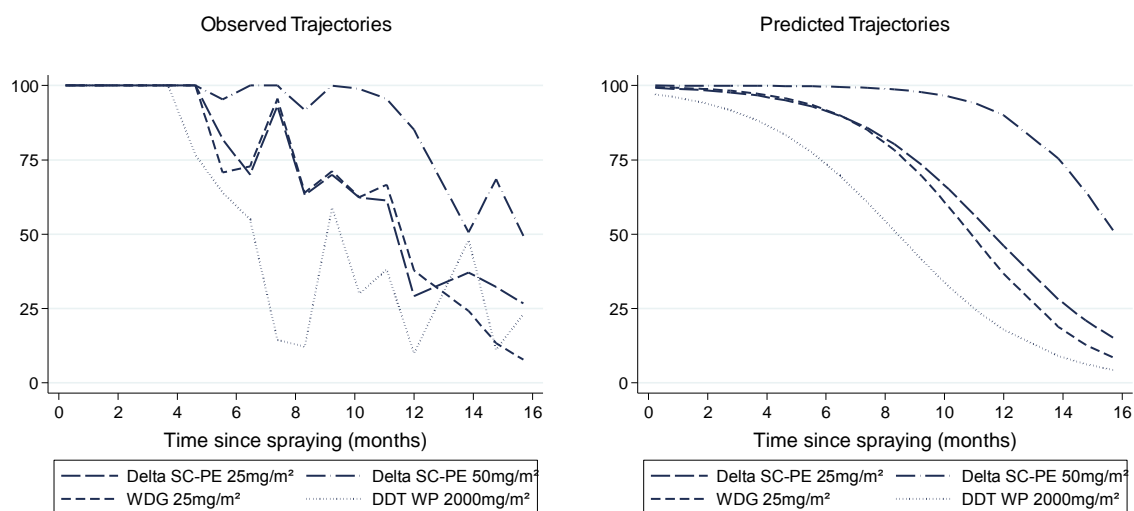 Observed Trajectories
100
75
50
25
0
0 2 4 6 8 10 12 14 16
Time since spraying (months)
Delta SC-PE 25mg/m² Delta SC-PE 50mg/m²
WDG 25mg/m² DDT WP 2000mg/m²
Predicted Trajectories
100
75
50
25
0
0 2 4 6 8 10 12 14 16
Time since spraying (months)
Delta SC-PE 25mg/m² Delta SC-PE 50mg/m²
WDG 25mg/m² DDT WP 2000mg/m²